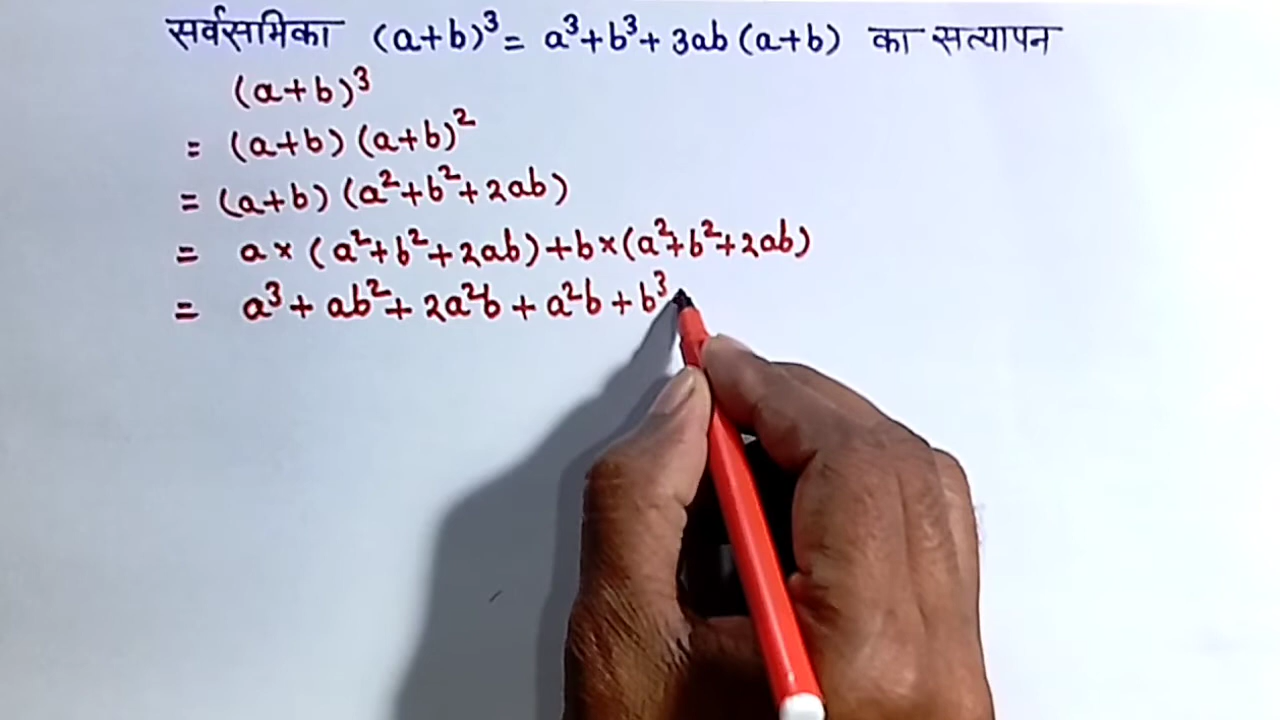 सर्वसमिका (a+b)³ = a³+b³+ 3ab (a+b) का सत्यापन
(a+b)³
= (a+b) (a+b)²
= (a+b) (a²+b²+2ab)
= a × (a²+b²+2ab)+b×(a²+b²+2ab)
= a³+ ab²+ 2a²b + a²b + b³